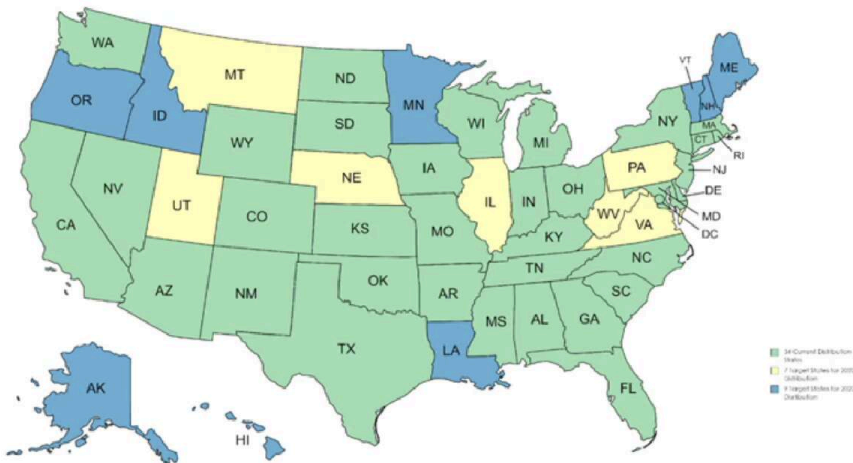 WA
MT
ND
MN
VT
ME
OR
ID
SD
WI
NH
NY
MA
WY
MI
CT
RI
IA
PA
NJ
NE
NV
OH
DE
UT
IL
IN
WV
MD
CO
VA
DC
CA
KS
MO
KY
NC
TN
OK
AZ
NM
AR
SC
MS
AL
GA
TX
LA
AK
FL
HI
34 Current Distribution
States
7 Target States for
Distribution
Target States for
Distribution